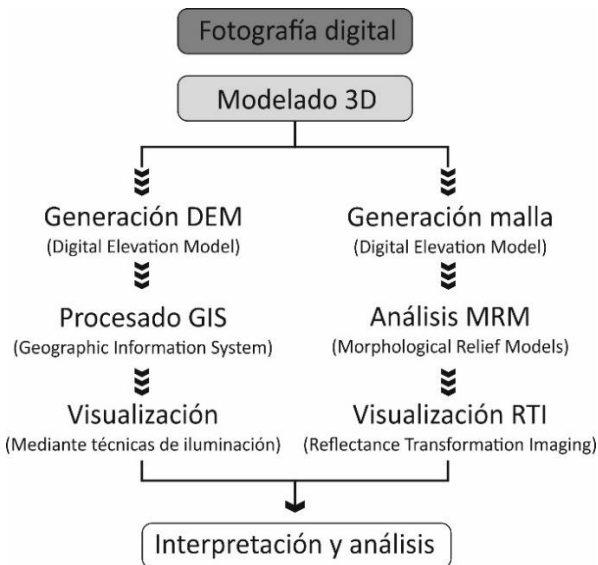 Fotografía digital
Modelado 3D
Generación DEM
(Digital Elevation Model)
Procesado GIS
(Geographic Information System)
Visualización
(Mediante técnicas de iluminación)
Generación malla
(Digital Elevation Model)
Análisis MRM
(Morphological Relief Models)
Visualización RTI
(Reflectance Transformation Imaging)
Interpretación y análisis